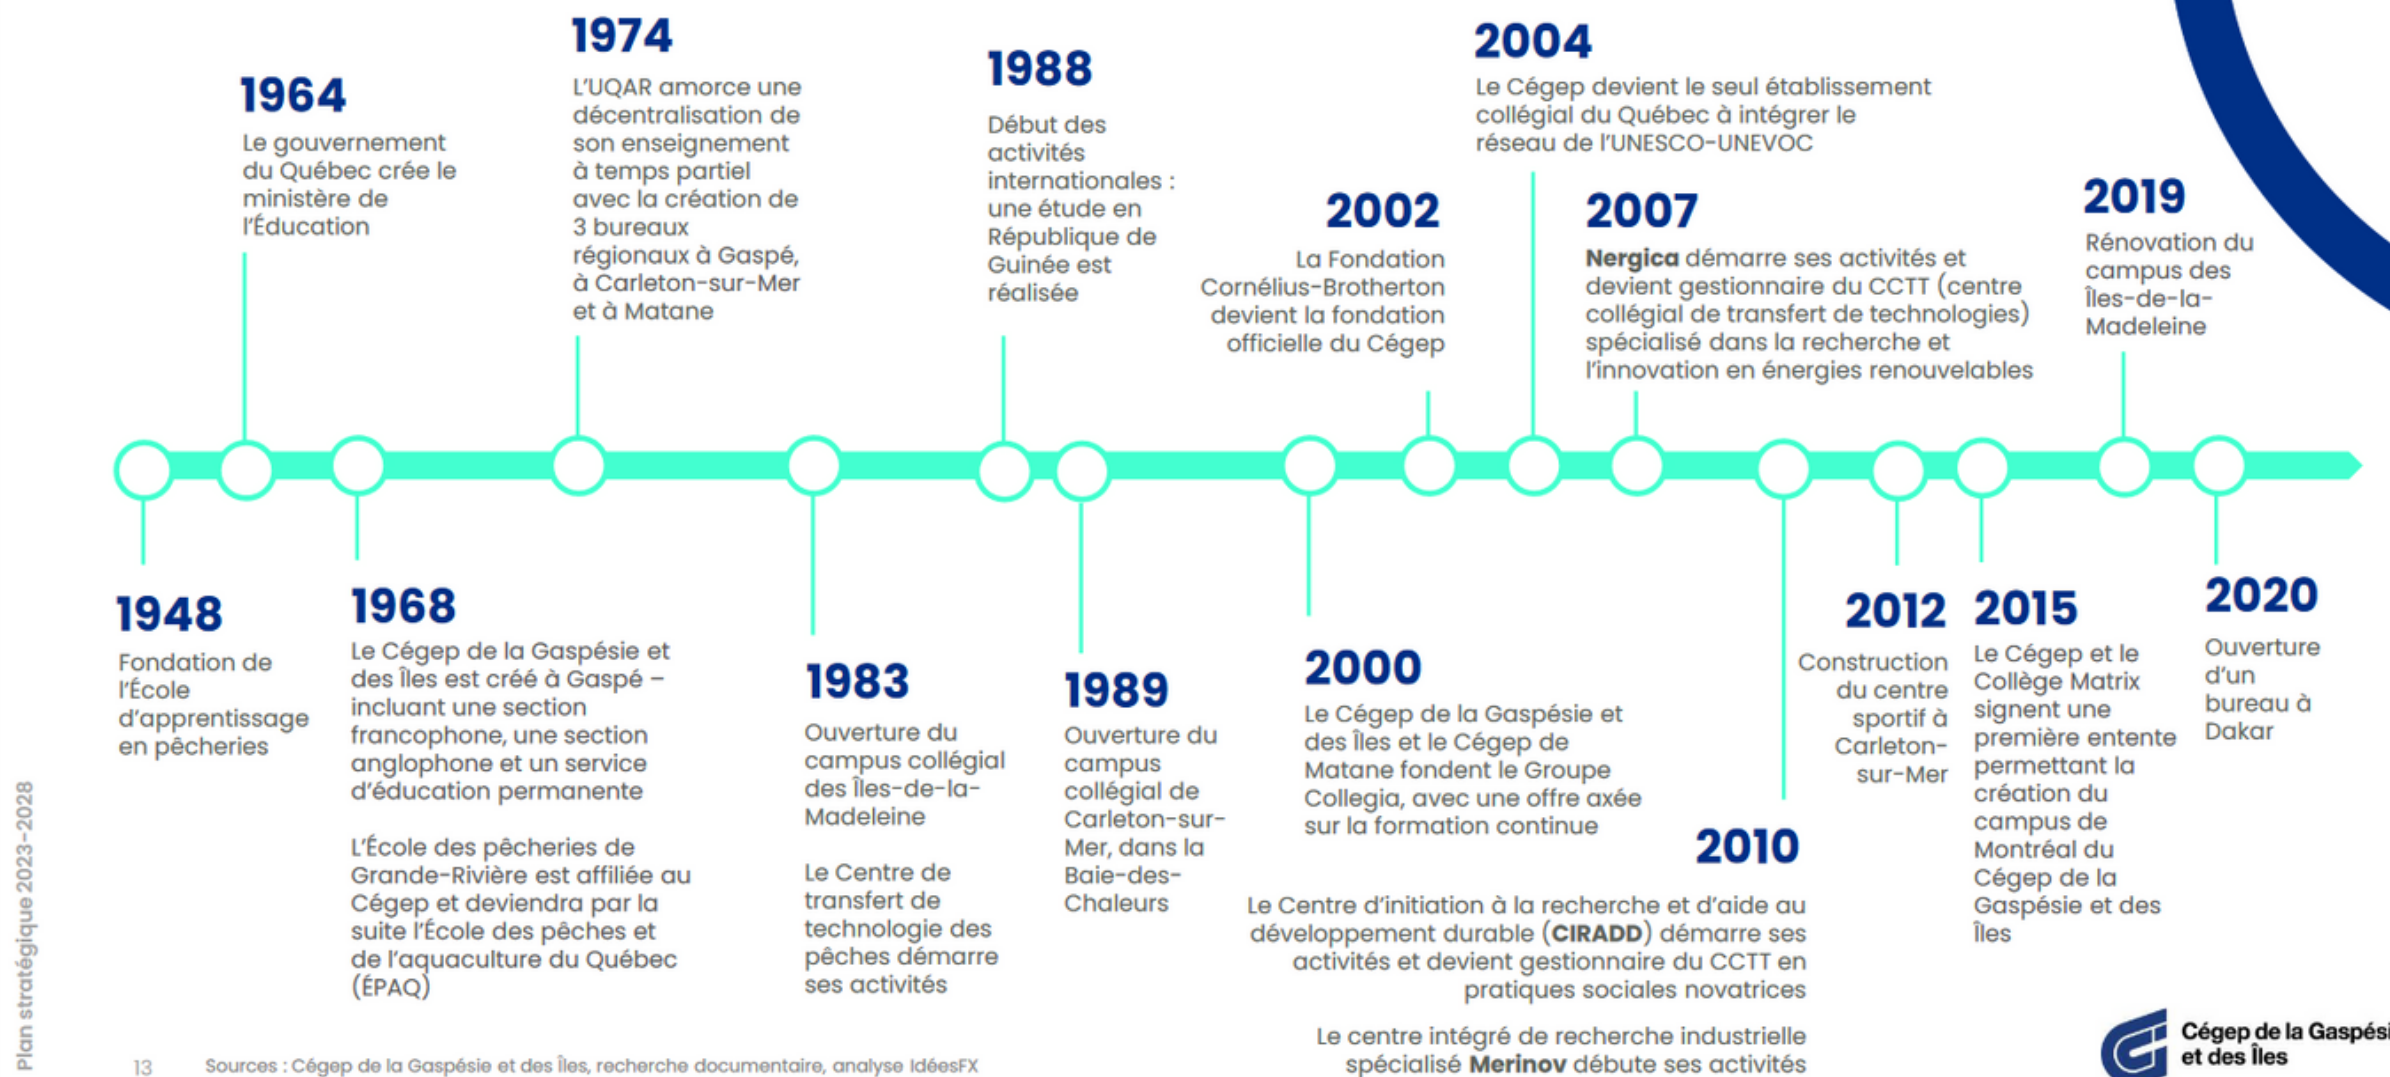 1964
Le gouvernement
du Québec crée le
ministère de
l'Éducation
1974
L'UQAR amorce une
décentralisation de
son enseignement
à temps partiel
avec la création de
3 bureaux
régionaux à Gaspé,
à Carleton-sur-Mer
et à Matane
1988
Début des
activités
internationales :
une étude en
République de
Guinée est
réalisée
2002
La Fondation
Cornélius-Brotherton
devient la fondation
officielle du Cégep
2004
Le Cégep devient le seul établissement
collégial du Québec à intégrer le
réseau de l'UNESCO-UNEVOC
2007
Nergica démarre ses activités et
devient gestionnaire du CCTT (centre
collégial de transfert de technologies)
spécialisé dans la recherche et
l'innovation en énergies renouvelables
2019
Rénovation du
campus des
Îles-de-la-
Madeleine
1948
Fondation de
l'École
d'apprentissage
en pêcheries
1968
Le Cégep de la Gaspésie et
des Îles est créé à Gaspé –
incluant une section
francophone, une section
anglophone et un service
d'éducation permanente
L'École des pêcheries de
Grande-Rivière est affiliée au
Cégep et deviendra par la
suite l'École des pêches et
de l'aquaculture du Québec
(ÉPAQ)
1983
Ouverture du
campus collégial
des Îles-de-la-
Madeleine
Le Centre de
transfert de
technologie des
pêches démarre
ses activités
1989
Ouverture du
campus
collégial de
Carleton-sur-
Mer, dans la
Baie-des-
Chaleurs
2000
Le Cégep de la Gaspésie et
des Îles et le Cégep de
Matane fondent le Groupe
Collegia, avec une offre axée
sur la formation continue
2010
Le Centre d'initiation à la recherche et d'aide au
développement durable (CIRADD) démarre ses
activités et devient gestionnaire du CCTT en
pratiques sociales novatrices
Le centre intégré de recherche industrielle
spécialisé Merinov débute ses activités
2012
Construction
du centre
sportif à
Carleton-
sur-Mer
2015
Le Cégep et le
Collège Matrix
signent une
première entente
permettant la
création du
campus de
Montréal du
Cégep de la
Gaspésie et des
Îles
2020
Ouverture
d'un
bureau à
Dakar
Plan stratégique 2023-2028
13
Sources : Cégep de la Gaspésie et des Îles, recherche documentaire, analyse IdéesFX
Cégep de la Gaspési
et des Îles